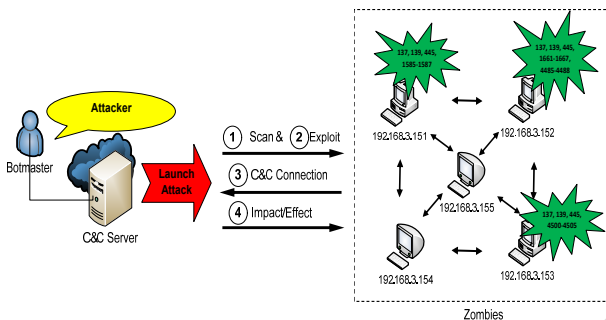 Attacker
Botmaster
C&C Server
Launch
Attack
1 Scan & 2 Exploit
3 C&C Connection
4 Impact/Effect
137, 139, 445,
1585-1587
192.168.3.151
137, 139, 445,
1661-1667,
4485-4488
192.168.3.152
192.168.3.155
192.168.3.154
137, 139, 445,
4500-4505
192.168.3.153
Zombies